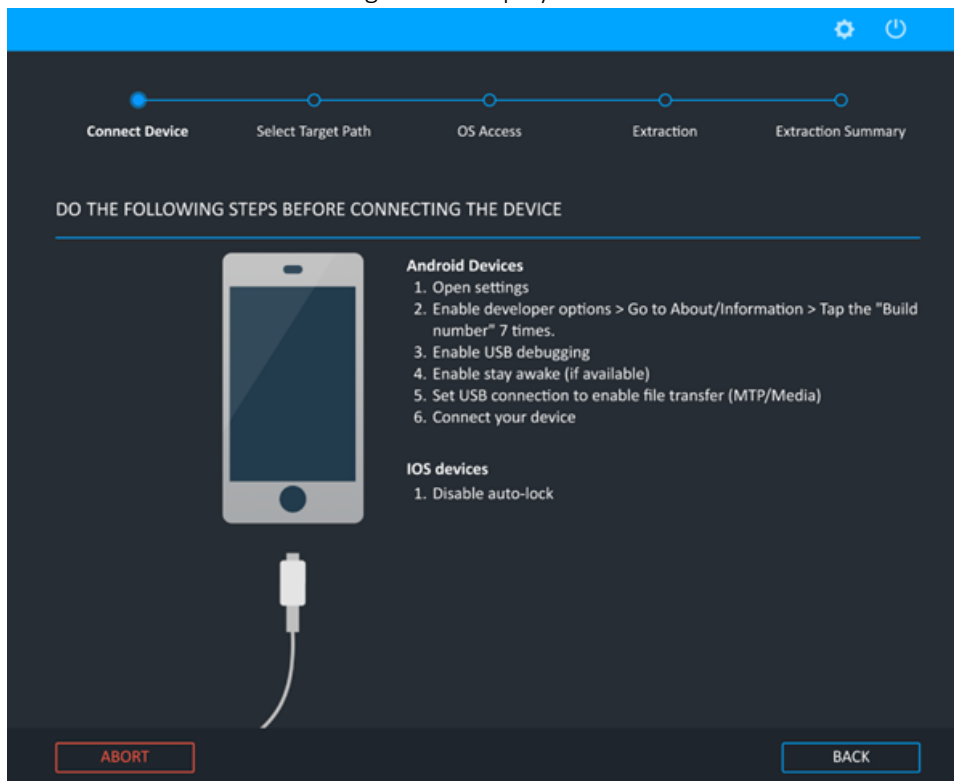 Connect Device
Select Target Path
OS Access
Extraction
Extraction Summary
DO THE FOLLOWING STEPS BEFORE CONNECTING THE DEVICE
Android Devices
1. Open settings
2. Enable developer options > Go to About/Information > Tap the "Build
number" 7 times.
3. Enable USB debugging
4. Enable stay awake (if available)
5. Set USB connection to enable file transfer (MTP/Media)
6. Connect your device
IOS devices
1. Disable auto-lock
ABORT
BACK